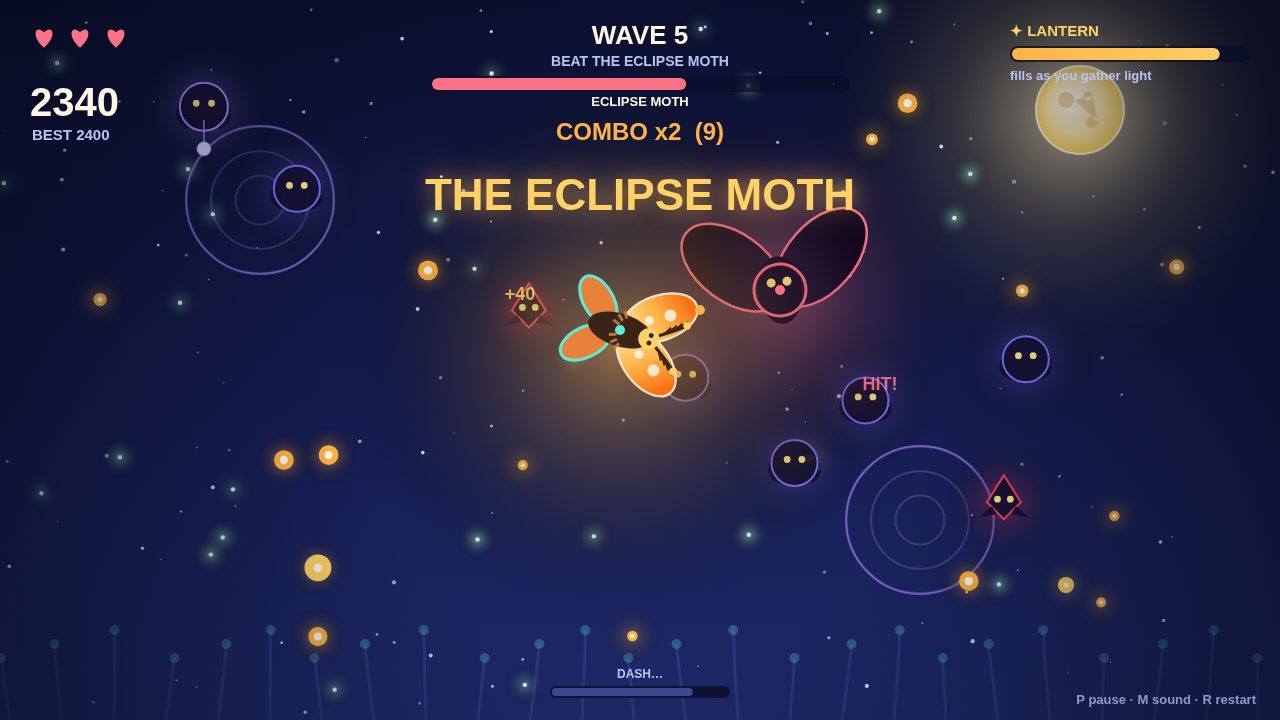 WAVE 5
BEAT THE ECLIPSE MOTH
ECLIPSE MOTH
COMBO x2 (9)
✦ LANTERN
fills as you gather light
2340
BEST 2400
THE ECLIPSE MOTH
+40
HIT!
DASH...
P pause · M sound · R restart